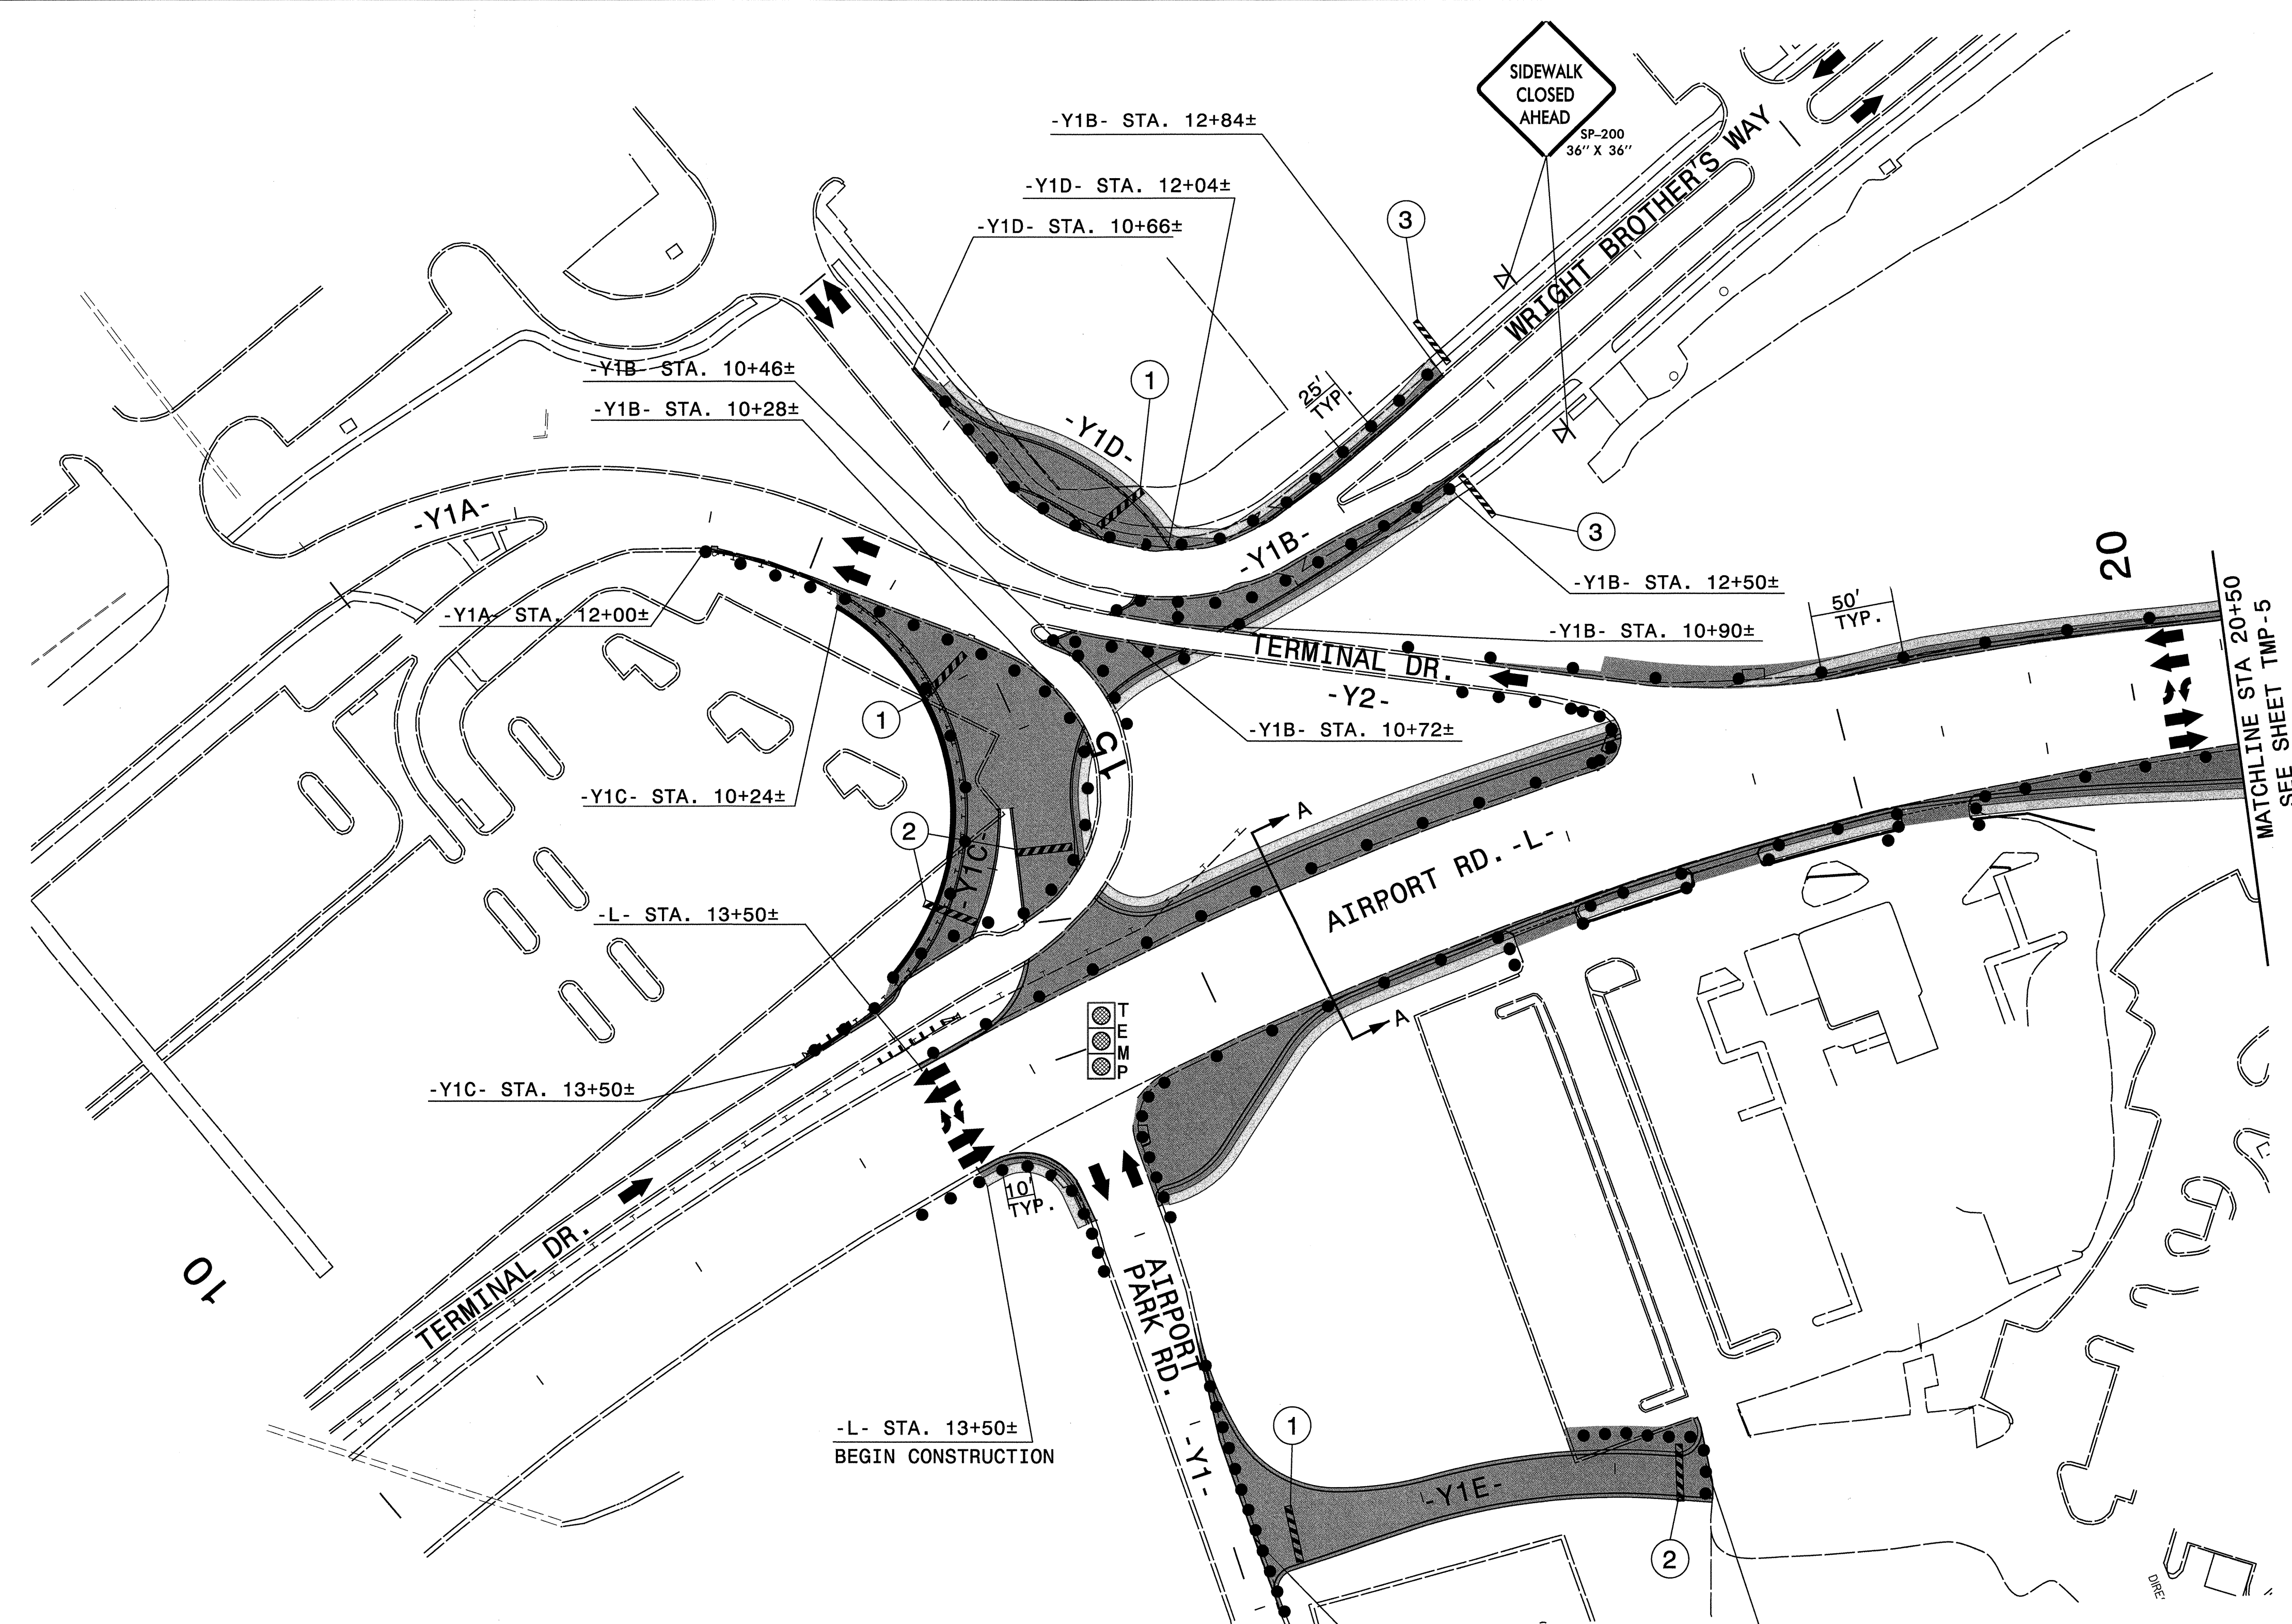 SIDEWALK
CLOSED
AHEAD
SP-200
36" X 36"
-Y1B- STA. 12+84±
-Y1D- STA. 12+04±
-Y1D- STA. 10+66±
3
WRIGHT BROTHER'S WAY
-Y1B- STA. 10+46±
-Y1B- STA. 10+28±
1
25'
TYP.
-Y1D-
-Y1A-
-Y1B-
3
20
-Y1B- STA. 12+50±
-Y1A- STA. 12+00±
50'
TYP.
-Y1B- STA. 10+90±
TERMINAL DR.
-Y2-
MATCHLINE STA 20+50
SEE SHEET TMP-5
1
-Y1B- STA. 10+72±
15
-Y1C- STA. 10+24±
A
2
-Y1C-
AIRPORT RD. -L-
-L- STA. 13+50±
A
TEMP
-Y1C- STA. 13+50±
10'
TYP.
TERMINAL DR.
10
AIRPORT
PARK RD.
-L- STA. 13+50±
BEGIN CONSTRUCTION
1
-Y1-
-Y1E-
2
DIRE